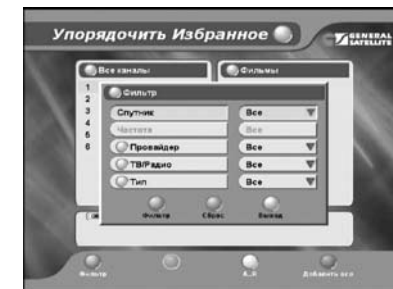 Упорядочить Избранное
GENERAL SATELLITE
Все каналы
Фильмы
1
2
3
4
5
6
Фильтр
Спутник Все
Частота Все
Провайдер Все
ТВ/Радио Все
Тип Все
Фильтр Сброс Выход
Фильтр А..Я Добавить все